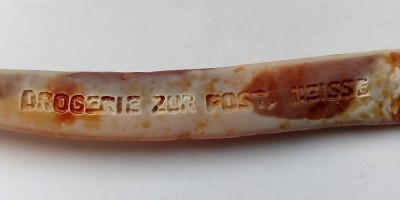 DROGERIE ZUR POST. NEISSE